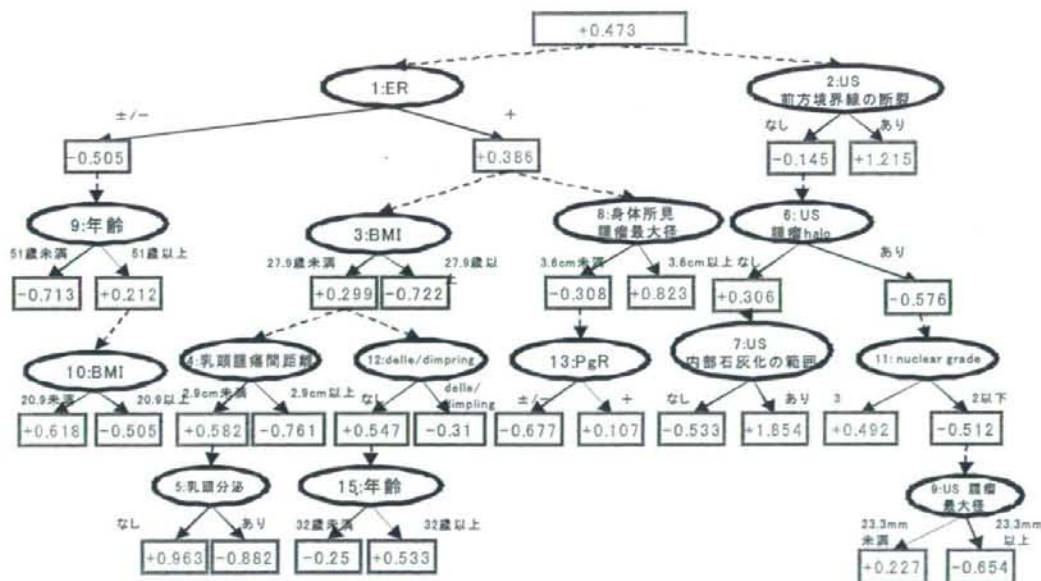 +0.473
1:ER
2:US
前方境界線の断裂
±/−
+
なし
あり
-0.505
+0.386
-0.145
+1.215
9:年齢
3:BMI
8:身体所見
腫瘤最大径
6:US
腫瘤halo
51歳未満
51歳以上
27.9歳未満
27.9歳以
上
3.6cm未満
3.6cm以上
なし
あり
-0.713
+0.212
+0.299
-0.722
-0.308
+0.823
+0.306
-0.576
10:BMI
4:乳頭腫瘍間距離
12:delle/dimpring
13:PgR
7:US
内部石灰化の範囲
11:nuclear grade
20.9未満
20.9以上
2.9cm未満
2.9cm以上
なし
delle/
dimpling
±/−
+
なし
あり
3
2以下
+0.618
-0.505
+0.582
-0.761
+0.547
-0.31
-0.677
+0.107
-0.533
+1.854
+0.492
-0.512
5:乳頭分泌
15:年齢
9:US 腫瘤
最大径
なし
あり
32歳未満
32歳以上
23.3mm
未満
23.3mm
以上
+0.963
-0.882
-0.25
+0.533
+0.227
-0.654